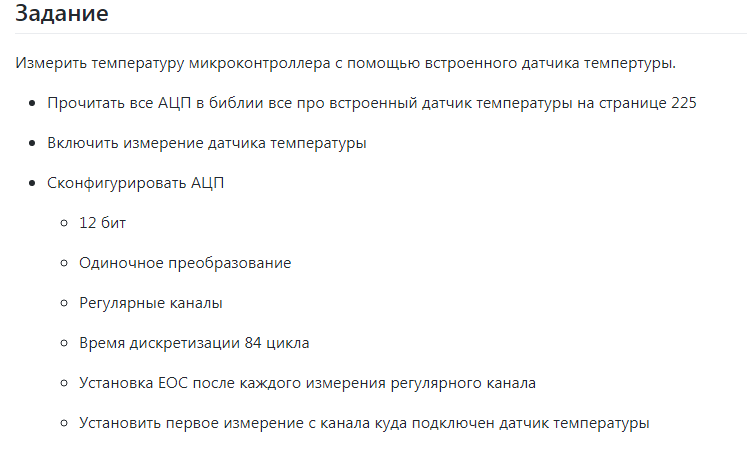 Задание
Измерить температуру микроконтроллера с помощью встроенного датчика темпертуры.
Прочитать все АЦП в библии все про встроенный датчик температуры на странице 225
Включить измерение датчика температуры
Сконфигурировать АЦП
12 бит
Одиночное преобразование
Регулярные каналы
Время дискретизации 84 цикла
Установка EOC после каждого измерения регулярного канала
Установить первое измерение с канала куда подключен датчик температуры